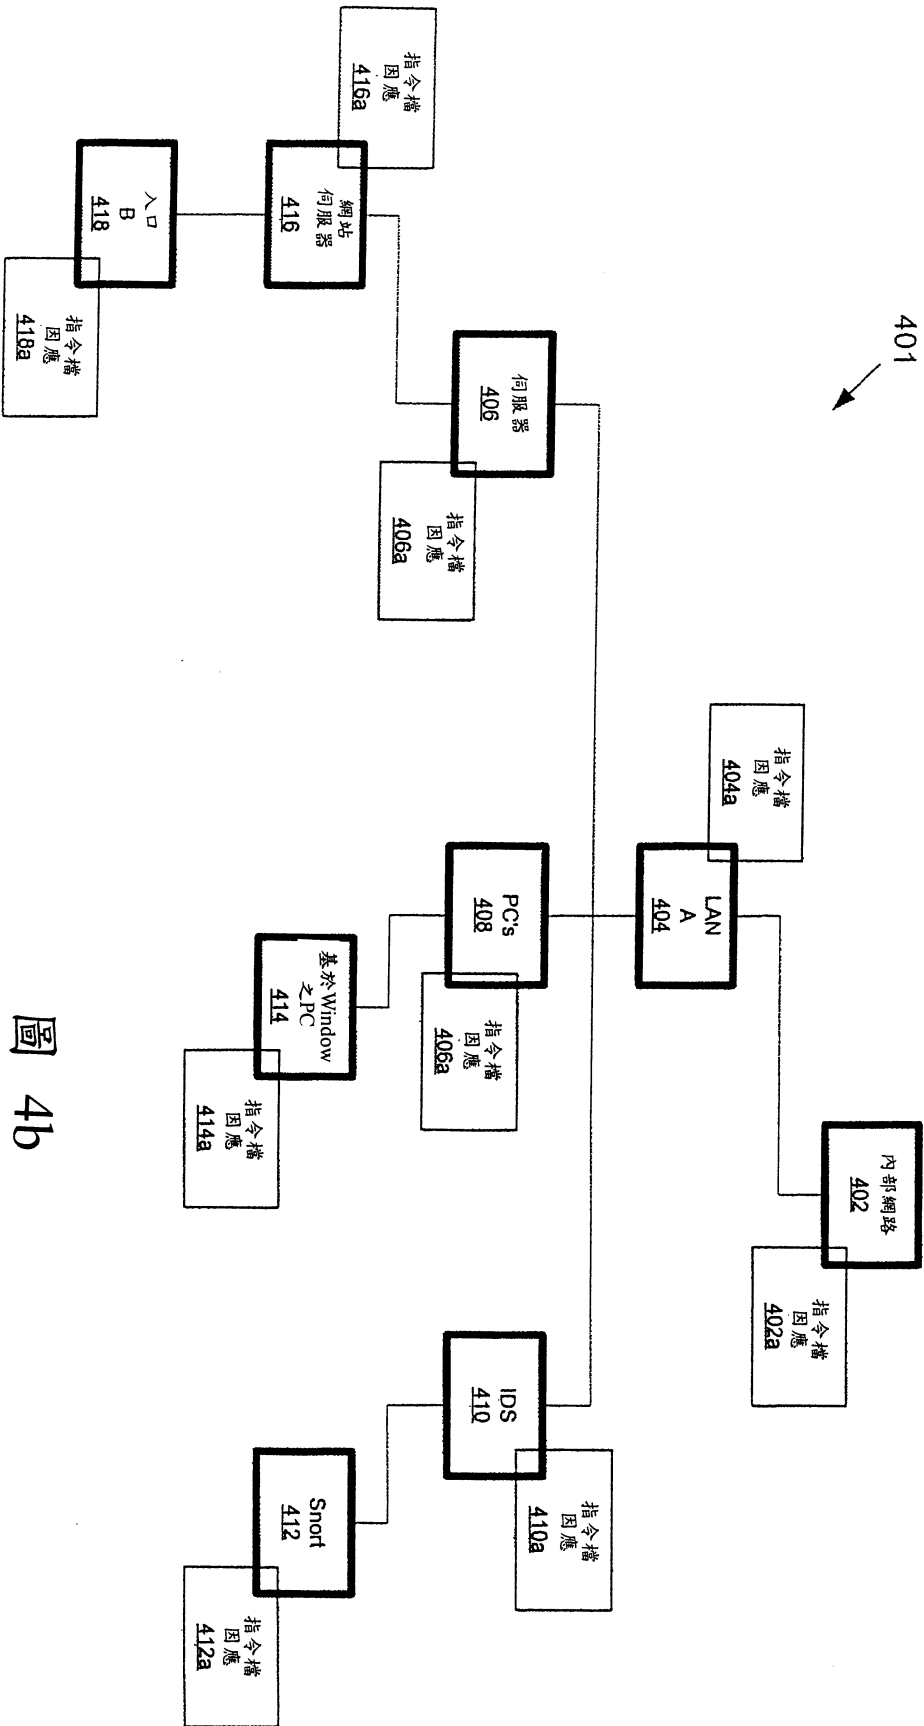 401
內部網路
402
指令檔
因應
402a
指令檔
因應
404a
LAN
A
404
伺服器
406
指令檔
因應
406a
PC's
408
指令檔
因應
406a
IDS
410
指令檔
因應
410a
指令檔
因應
416a
網站
伺服器
416
基於Window
之PC
414
指令檔
因應
414a
Snort
412
指令檔
因應
412a
入口
B
418
指令檔
因應
418a
圖 4b